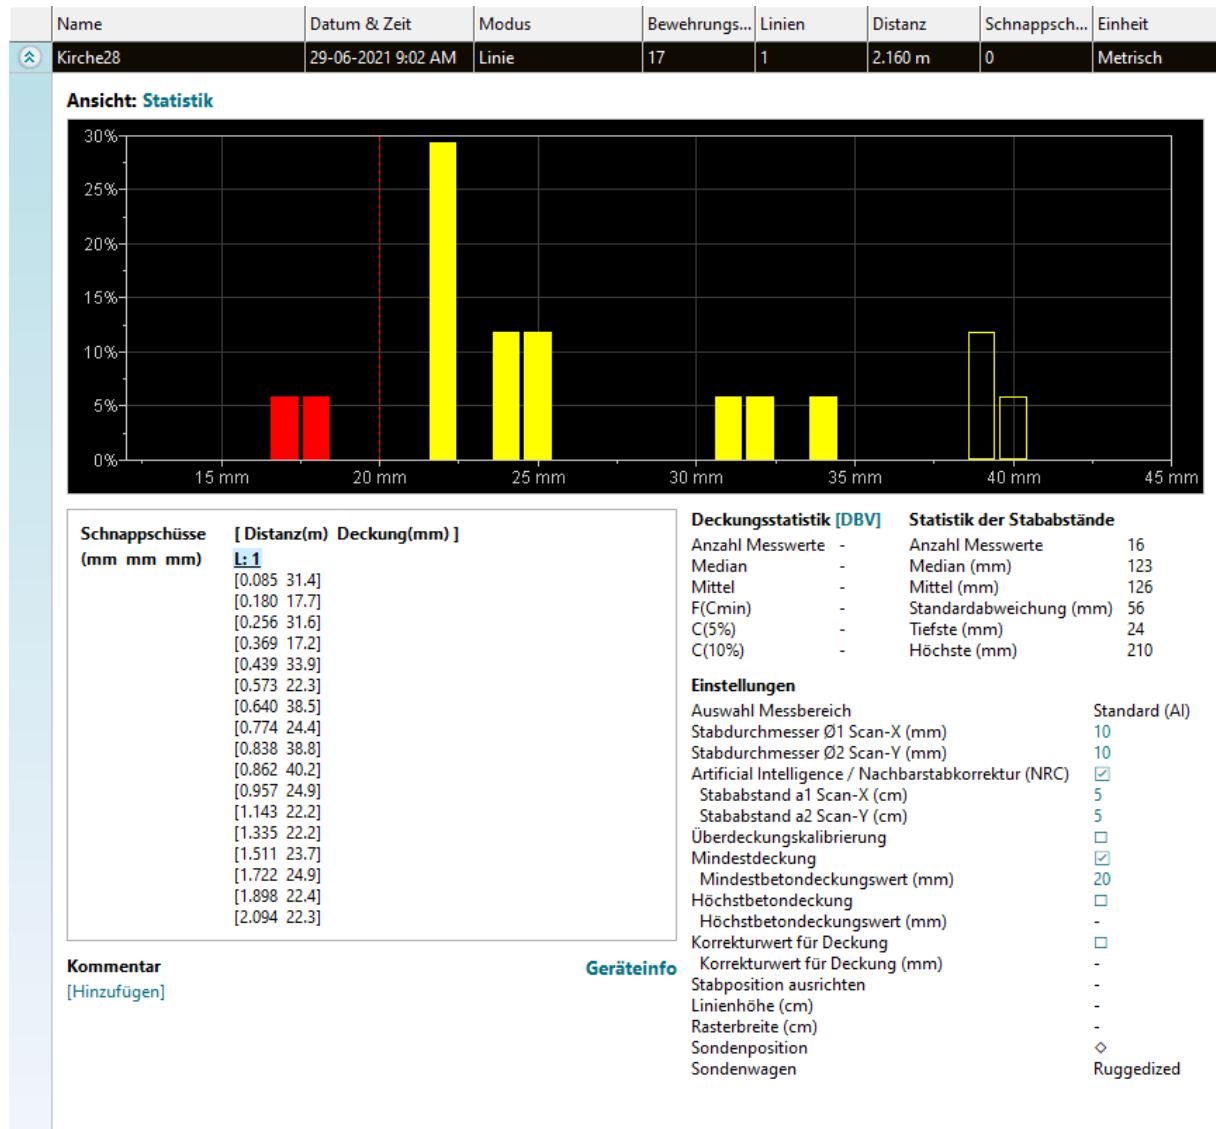 Name Datum & Zeit Modus Bewehrungs... Linien Distanz Schnappsch... Einheit
Kirche28 29-06-2021 9:02 AM Linie 17 1 2.160 m 0 Metrisch
Ansicht: Statistik
30%
25%
20%
15%
10%
5%
0%
15 mm 20 mm 25 mm 30 mm 35 mm 40 mm 45 mm
Schnappschüsse
(mm mm mm)
[ Distanz(m) Deckung(mm) ]
L: 1
[0.085 31.4]
[0.180 17.7]
[0.256 31.6]
[0.369 17.2]
[0.439 33.9]
[0.573 22.3]
[0.640 38.5]
[0.774 24.4]
[0.838 38.8]
[0.862 40.2]
[0.957 24.9]
[1.143 22.2]
[1.335 22.2]
[1.511 23.7]
[1.722 24.9]
[1.898 22.4]
[2.094 22.3]
Kommentar
[Hinzufügen]
Geräteinfo
Deckungsstatistik [DBV]
Anzahl Messwerte -
Median -
Mittel -
F(Cmin) -
C(5%) -
C(10%) -
Statistik der Stababstände
Anzahl Messwerte 16
Median (mm) 123
Mittel (mm) 126
Standardabweichung (mm) 56
Tiefste (mm) 24
Höchste (mm) 210
Einstellungen
Auswahl Messbereich Standard (AI)
Stabdurchmesser Ø1 Scan-X (mm) 10
Stabdurchmesser Ø2 Scan-Y (mm) 10
Artificial Intelligence / Nachbarstabkorrektur (NRC) ☑
Stababstand a1 Scan-X (cm) 5
Stababstand a2 Scan-Y (cm) 5
Überdeckungskalibrierung ☐
Mindestdeckung ☑
Mindestbetondeckungswert (mm) 20
Höchstbetondeckung ☐
Höchstbetondeckungswert (mm) -
Korrekturwert für Deckung ☐
Korrekturwert für Deckung (mm) -
Stabposition ausrichten -
Linienhöhe (cm) -
Rasterbreite (cm) -
Sondenposition ◇
Sondenwagen Ruggedized